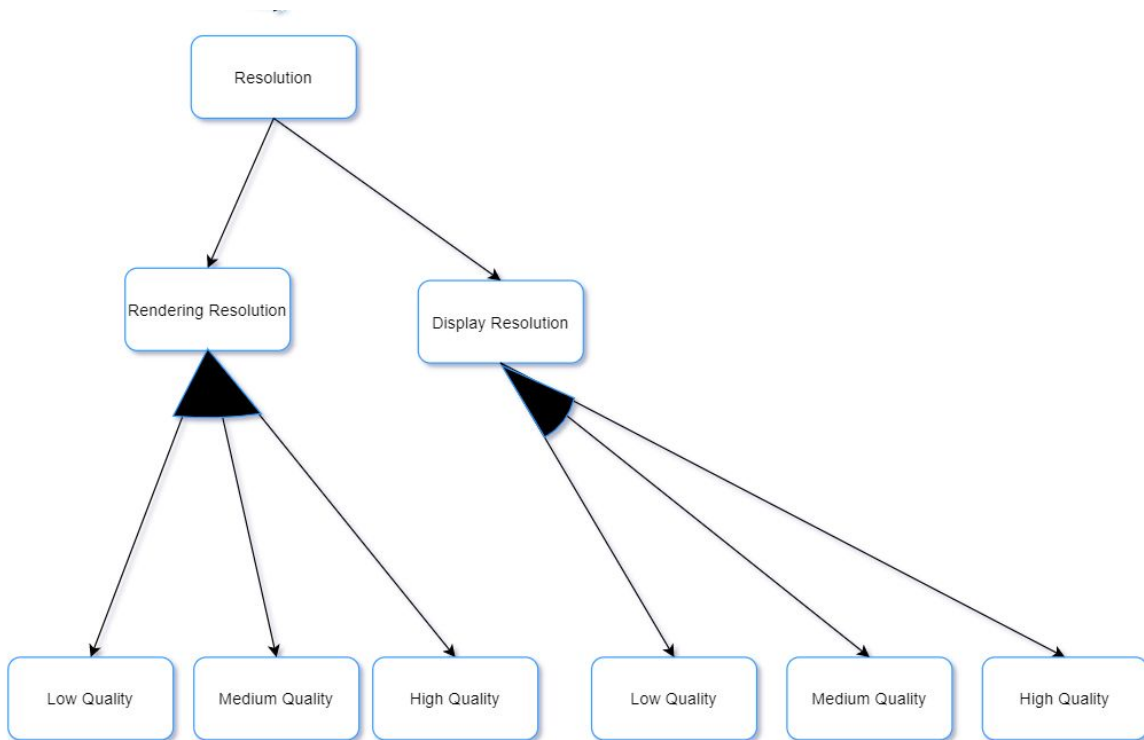 Resolution
Rendering Resolution
Display Resolution
Low Quality
Medium Quality
High Quality
Low Quality
Medium Quality
High Quality